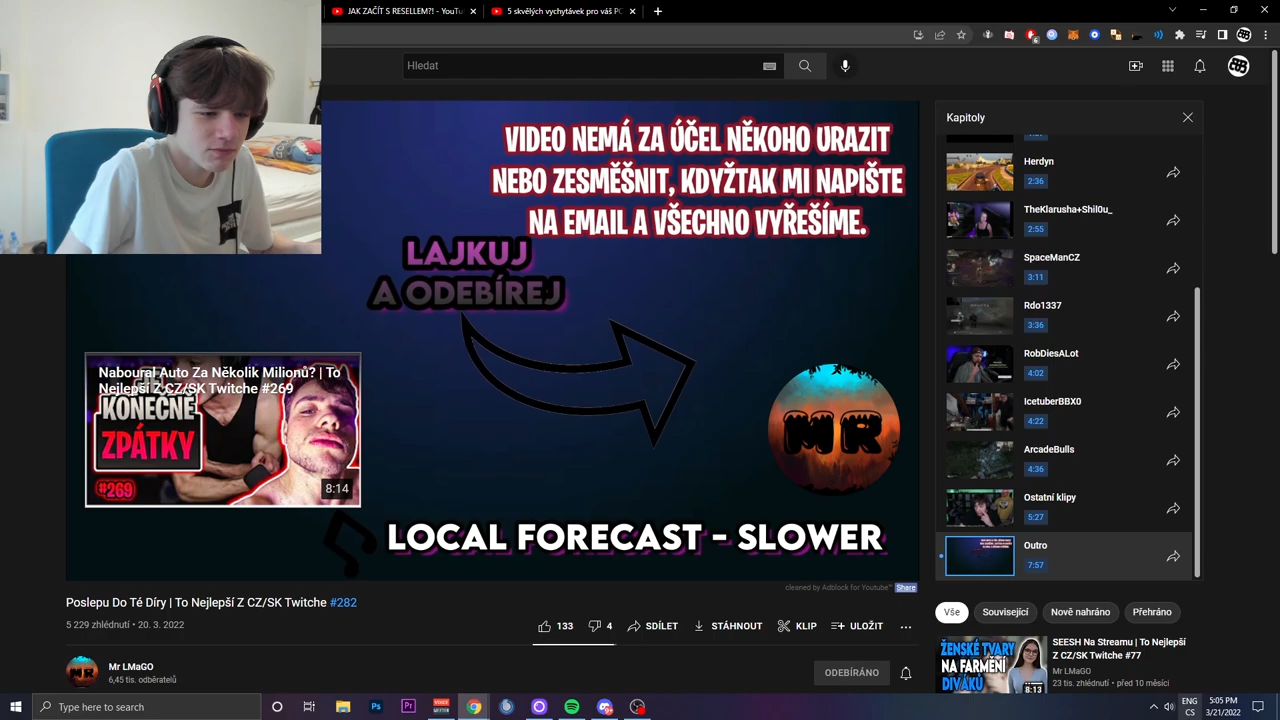 JAK ZAČÍT S RESELLEM?! - YouTu
5 skvělých vychytávek pro váš PC
Hledat
VIDEO NEMÁ ZA ÚČEL NĚKOHO URAZIT
NEBO ZESMĚŠNIT, KDYŽTAK MI NAPIŠTE
NA EMAIL A VŠECHNO VYŘEŠÍME.
LAJKUJ
A ODEBÍREJ
Naboural Auto Za Několik Milionů? | To
Nejlepší Z CZ/SK Twitche #269
KONEČNĚ
ZPÁTKY
#269
8:14
MR
LOCAL FORECAST - SLOWER
cleaned by Adblock for Youtube™
Share
Poslepu Do Té Díry | To Nejlepší Z CZ/SK Twitche #282
5 229 zhlédnutí • 20. 3. 2022
133
4
SDÍLET
STÁHNOUT
KLIP
ULOŽIT
MR
Mr LMaGO
6,45 tis. odběratelů
ODEBÍRÁNO
Kapitoly
Herdyn
2:36
TheKlarusha+Shil0u_
2:55
SpaceManCZ
3:11
Rdo1337
3:36
RobDiesALot
4:02
IcetuberBBX0
4:22
ArcadeBulls
4:36
Ostatní klipy
5:27
Outro
7:57
Vše
Související
Nově nahráno
Přehráno
ŽENSKÉ TVARY
NA FARMĚNÍ
DIVÁKŮ
8:13
SEESH Na Streamu | To Nejlepší
Z CZ/SK Twitche #77
Mr LMaGO
23 tis. zhlédnutí • před 10 měsíci
Type here to search
ENG
CS
5:05 PM
3/21/2022